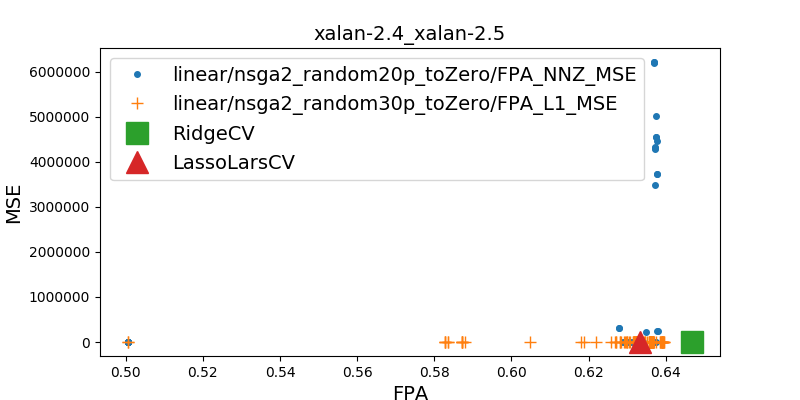 xalan-2.4_xalan-2.5
linear/nsga2_random20p_toZero/FPA_NNZ_MSE
linear/nsga2_random30p_toZero/FPA_L1_MSE
RidgeCV
LassoLarsCV
MSE
6000000
5000000
4000000
3000000
2000000
1000000
0
0.50 0.52 0.54 0.56 0.58 0.60 0.62 0.64
FPA